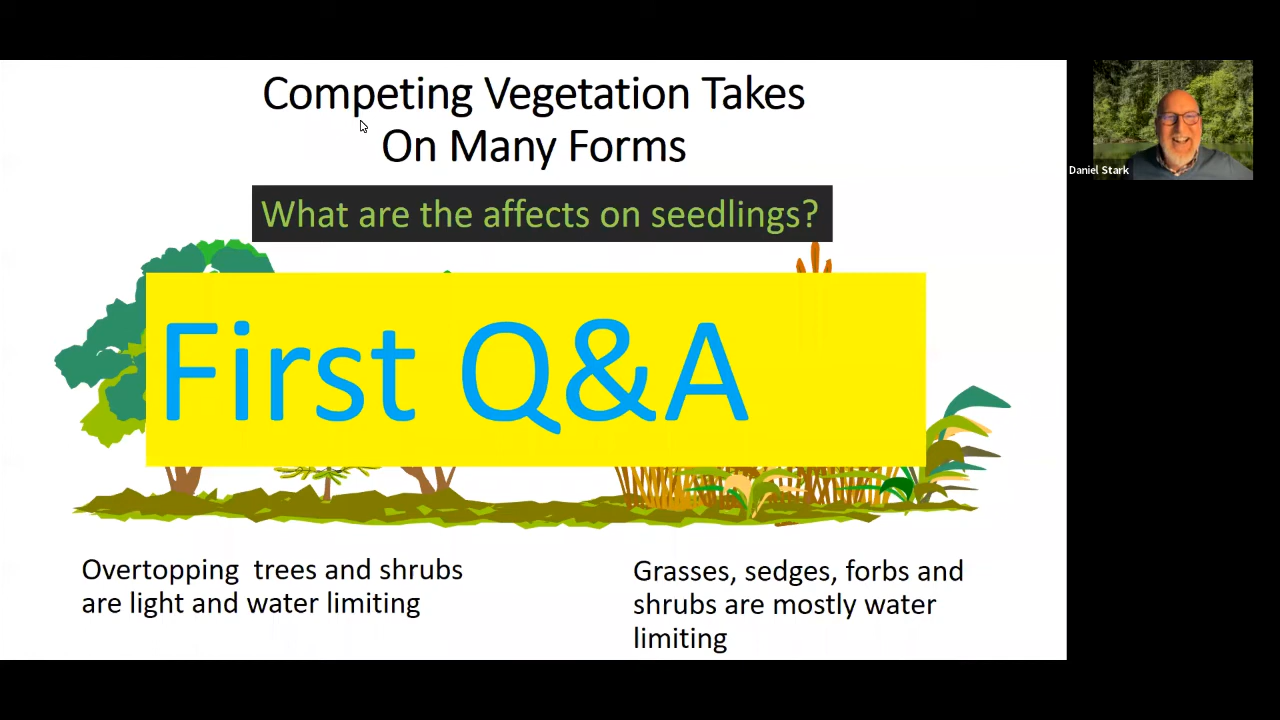 Competing Vegetation Takes
On Many Forms
What are the affects on seedlings?
First Q&A
Overtopping trees and shrubs
are light and water limiting
Grasses, sedges, forbs and
shrubs are mostly water
limiting
Daniel Stark